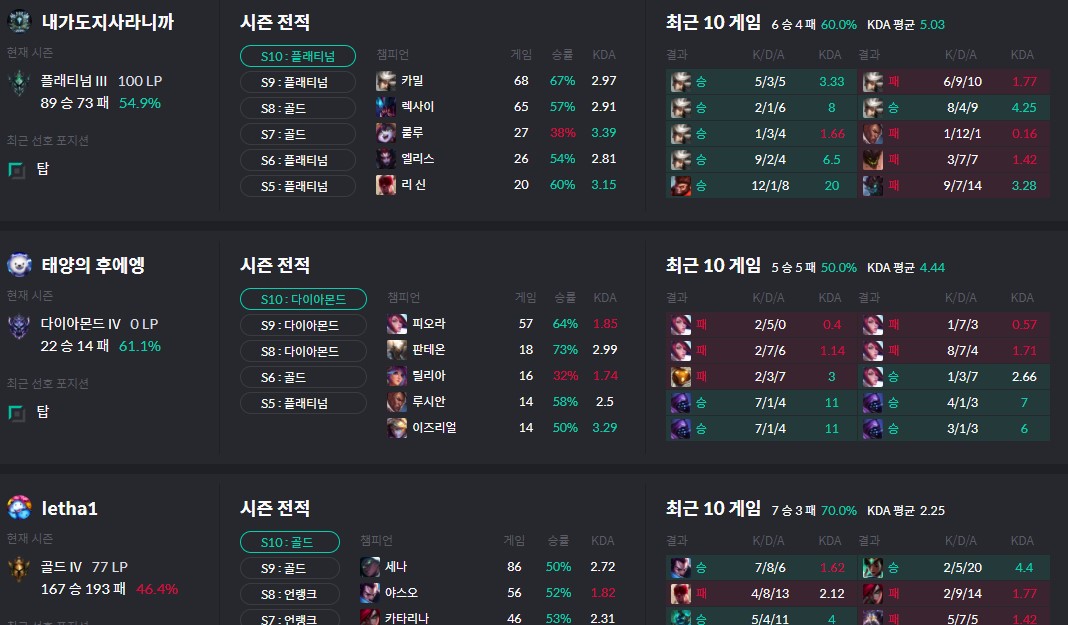 내가도지사라니까
현재 시즌
플래티넘 III 100 LP
89 승 73 패 54.9%
최근 선호 포지션
탑
시즌 전적
S10 : 플래티넘
S9 : 플래티넘
S8 : 골드
S7 : 골드
S6 : 플래티넘
S5 : 플래티넘
챔피언 게임 승률 KDA
카밀 68 67% 2.97
렉사이 65 57% 2.91
룰루 27 38% 3.39
엘리스 26 54% 2.81
리 신 20 60% 3.15
최근 10 게임 6 승 4 패 60.0% KDA 평균 5.03
결과 K/D/A KDA 결과 K/D/A KDA
승 5/3/5 3.33 패 6/9/10 1.77
승 2/1/6 8 승 8/4/9 4.25
승 1/3/4 1.66 패 1/12/1 0.16
승 9/2/4 6.5 패 3/7/7 1.42
승 12/1/8 20 패 9/7/14 3.28
태양의 후에엥
현재 시즌
다이아몬드 IV 0 LP
22 승 14 패 61.1%
최근 선호 포지션
탑
시즌 전적
S10 : 다이아몬드
S9 : 다이아몬드
S8 : 다이아몬드
S6 : 골드
S5 : 플래티넘
챔피언 게임 승률 KDA
피오라 57 64% 1.85
판테온 18 73% 2.99
릴리아 16 32% 1.74
루시안 14 58% 2.5
이즈리얼 14 50% 3.29
최근 10 게임 5 승 5 패 50.0% KDA 평균 4.44
결과 K/D/A KDA 결과 K/D/A KDA
패 2/5/0 0.4 패 1/7/3 0.57
패 2/7/6 1.14 패 8/7/4 1.71
패 2/3/7 3 승 1/3/7 2.66
승 7/1/4 11 승 4/1/3 7
승 7/1/4 11 승 3/1/3 6
letha1
현재 시즌
골드 IV 77 LP
167 승 193 패 46.4%
최근 선호 포지션
시즌 전적
S10 : 골드
S9 : 골드
S8 : 언랭크
S7 : 언랭크
챔피언 게임 승률 KDA
세나 86 50% 2.72
야스오 56 52% 1.82
카타리나 46 53% 2.31
최근 10 게임 7 승 3 패 70.0% KDA 평균 2.25
결과 K/D/A KDA 결과 K/D/A KDA
승 7/8/6 1.62 승 2/5/20 4.4
패 4/8/13 2.12 패 2/9/14 1.77
승 5/4/11 4 패 5/7/5 1.42